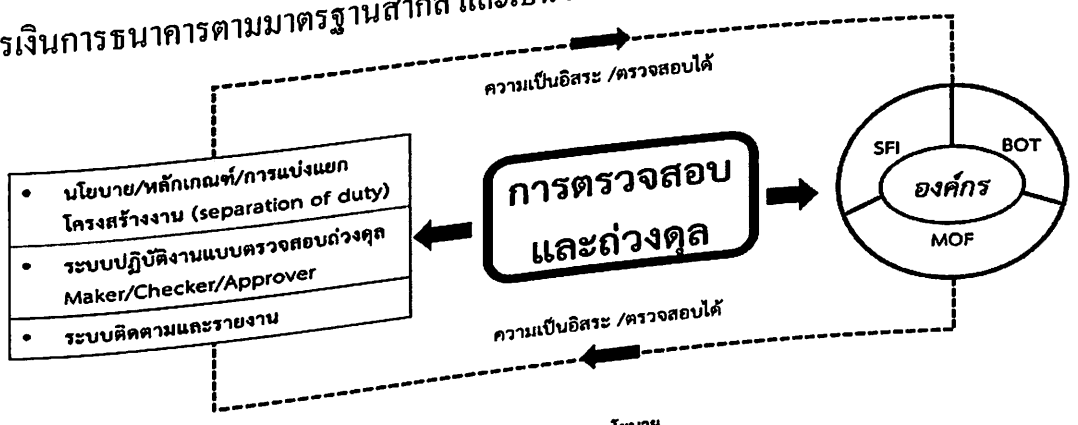 รเงินการธนาคารตามมาตรฐานสากล และเป็น
ความเป็นอิสระ /ตรวจสอบได้
• นโยบาย/หลักเกณฑ์/การแบ่งแยก
โครงสร้างงาน (separation of duty)
• ระบบปฏิบัติงานแบบตรวจสอบถ่วงดุล
Maker/Checker/Approver
• ระบบติดตามและรายงาน
การตรวจสอบ
และถ่วงดุล
SFI
BOT
องค์กร
MOF
ความเป็นอิสระ /ตรวจสอบได้